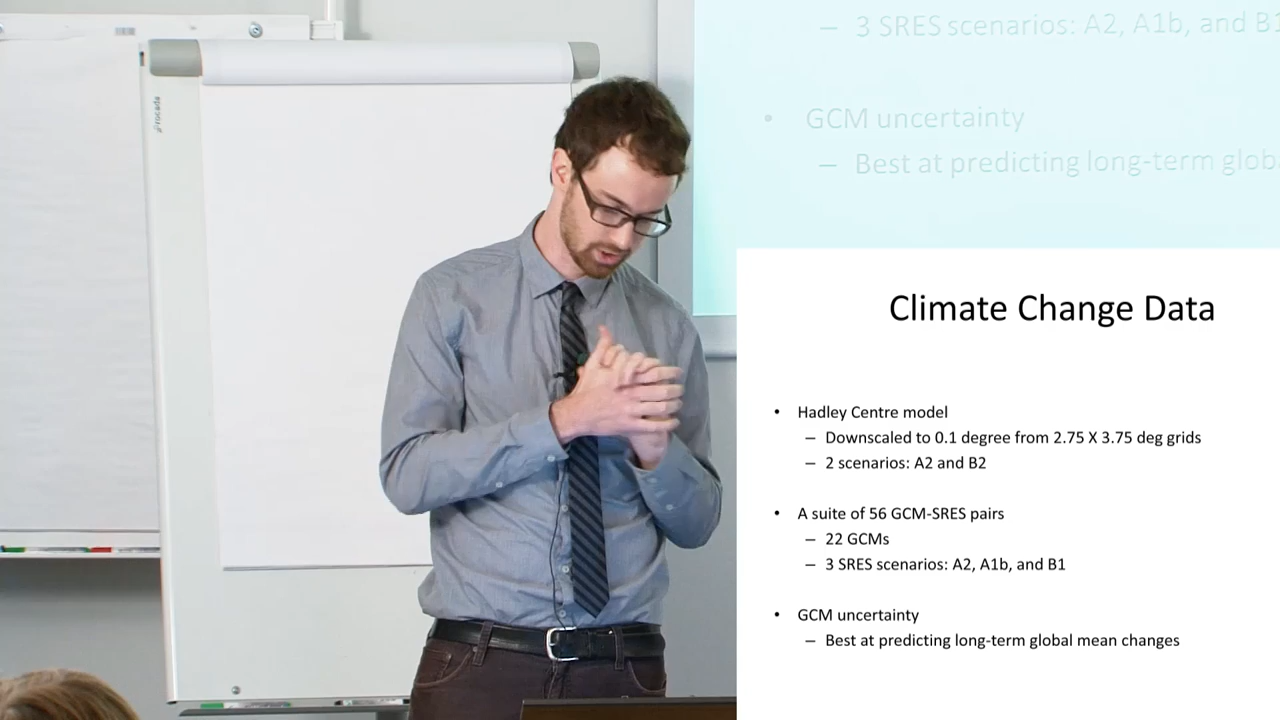 rocada
– 3 SRES scenarios: A2, A1b, and B1
• GCM uncertainty
– Best at predicting long-term glob
Climate Change Data
• Hadley Centre model
– Downscaled to 0.1 degree from 2.75 X 3.75 deg grids
– 2 scenarios: A2 and B2
• A suite of 56 GCM-SRES pairs
– 22 GCMs
– 3 SRES scenarios: A2, A1b, and B1
• GCM uncertainty
– Best at predicting long-term global mean changes